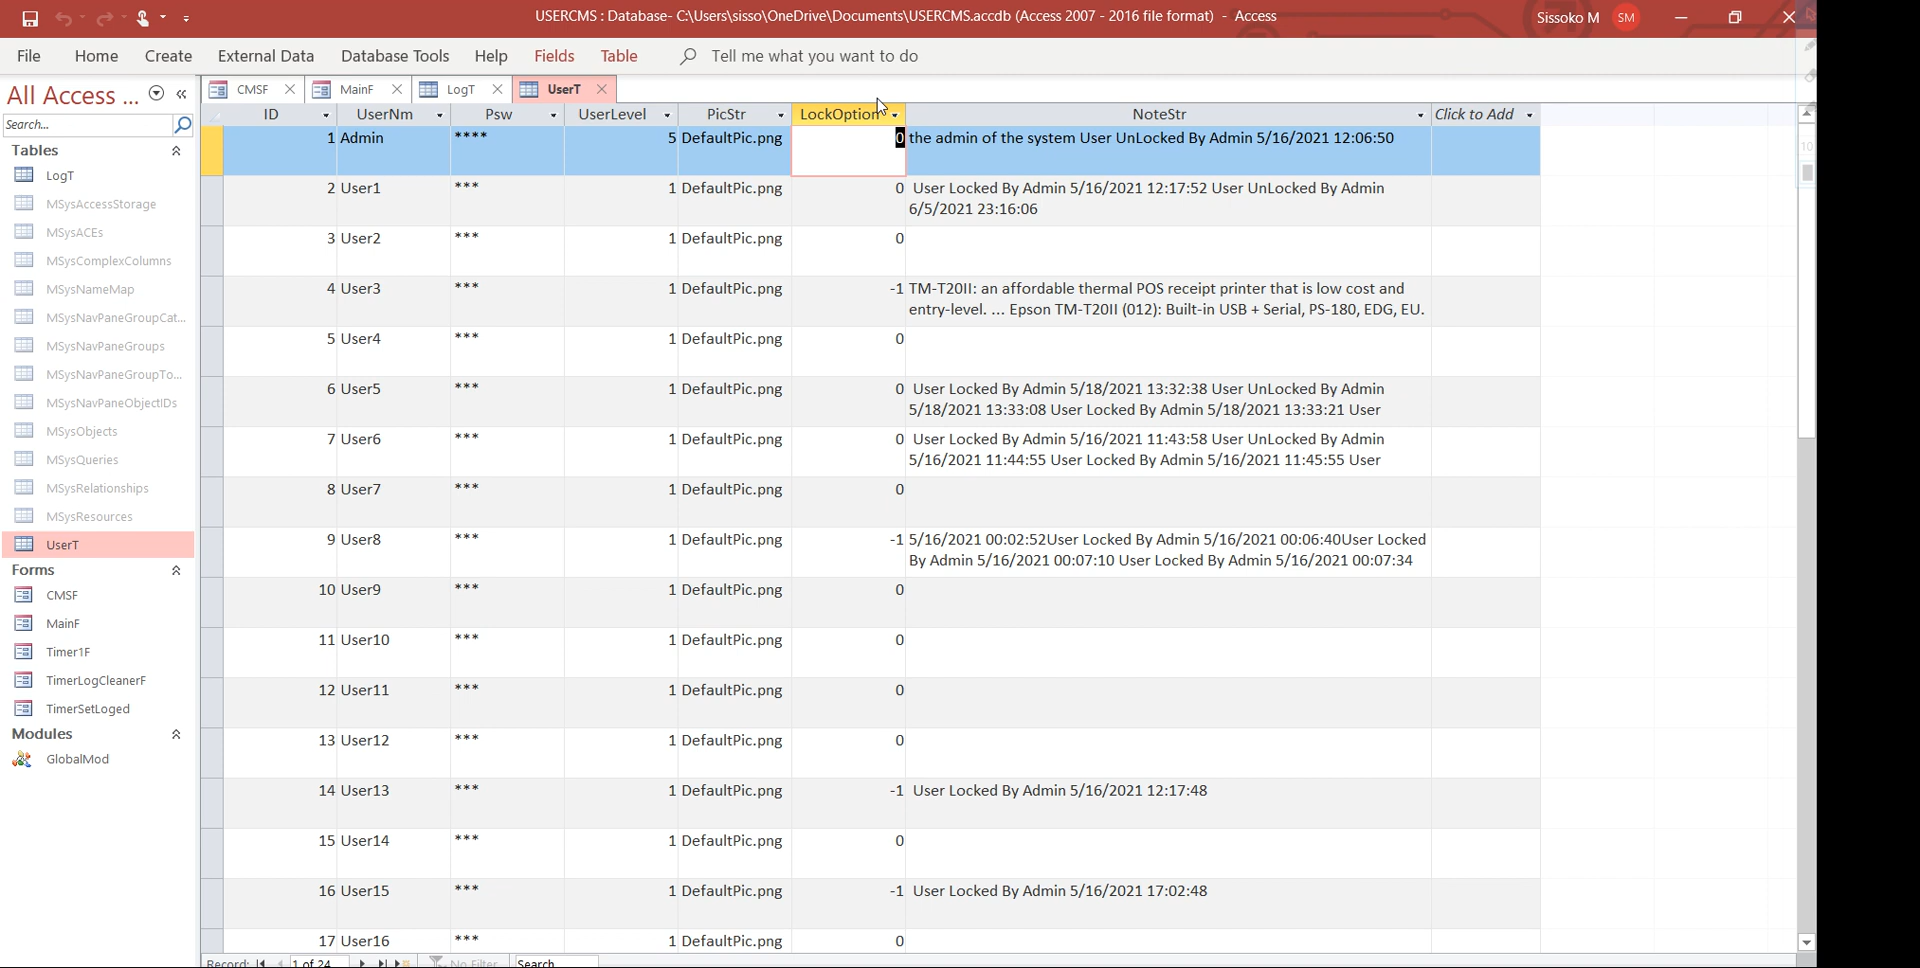 USERCMS : Database- C:\Users\sisso\OneDrive\Documents\USERCMS.accdb (Access 2007 - 2016 file format) - Access
Sissoko M SM
File Home Create External Data Database Tools Help Fields Table Tell me what you want to do
All Access ...
Search...
Tables
LogT
MSysAccessStorage
MSysACEs
MSysComplexColumns
MSysNameMap
MSysNavPaneGroupCat...
MSysNavPaneGroups
MSysNavPaneGroupTo...
MSysNavPaneObjectIDs
MSysObjects
MSysQueries
MSysRelationships
MSysResources
UserT
Forms
CMSF
MainF
Timer1F
TimerLogCleanerF
TimerSetLoged
Modules
GlobalMod
CMSF MainF LogT UserT
ID UserNm Psw UserLevel PicStr LockOption NoteStr Click to Add
1 Admin **** 5 DefaultPic.png 0 the admin of the system User UnLocked By Admin 5/16/2021 12:06:50
2 User1 *** 1 DefaultPic.png 0 User Locked By Admin 5/16/2021 12:17:52 User UnLocked By Admin
6/5/2021 23:16:06
3 User2 *** 1 DefaultPic.png 0
4 User3 *** 1 DefaultPic.png -1 TM-T20II: an affordable thermal POS receipt printer that is low cost and
entry-level. ... Epson TM-T20II (012): Built-in USB + Serial, PS-180, EDG, EU.
5 User4 *** 1 DefaultPic.png 0
6 User5 *** 1 DefaultPic.png 0 User Locked By Admin 5/18/2021 13:32:38 User UnLocked By Admin
5/18/2021 13:33:08 User Locked By Admin 5/18/2021 13:33:21 User
7 User6 *** 1 DefaultPic.png 0 User Locked By Admin 5/16/2021 11:43:58 User UnLocked By Admin
5/16/2021 11:44:55 User Locked By Admin 5/16/2021 11:45:55 User
8 User7 *** 1 DefaultPic.png 0
9 User8 *** 1 DefaultPic.png -1 5/16/2021 00:02:52User Locked By Admin 5/16/2021 00:06:40User Locked
By Admin 5/16/2021 00:07:10 User Locked By Admin 5/16/2021 00:07:34
10 User9 *** 1 DefaultPic.png 0
11 User10 *** 1 DefaultPic.png 0
12 User11 *** 1 DefaultPic.png 0
13 User12 *** 1 DefaultPic.png 0
14 User13 *** 1 DefaultPic.png -1 User Locked By Admin 5/16/2021 12:17:48
15 User14 *** 1 DefaultPic.png 0
16 User15 *** 1 DefaultPic.png -1 User Locked By Admin 5/16/2021 17:02:48
17 User16 *** 1 DefaultPic.png 0
Record: 1 of 24 No Filter Search
10